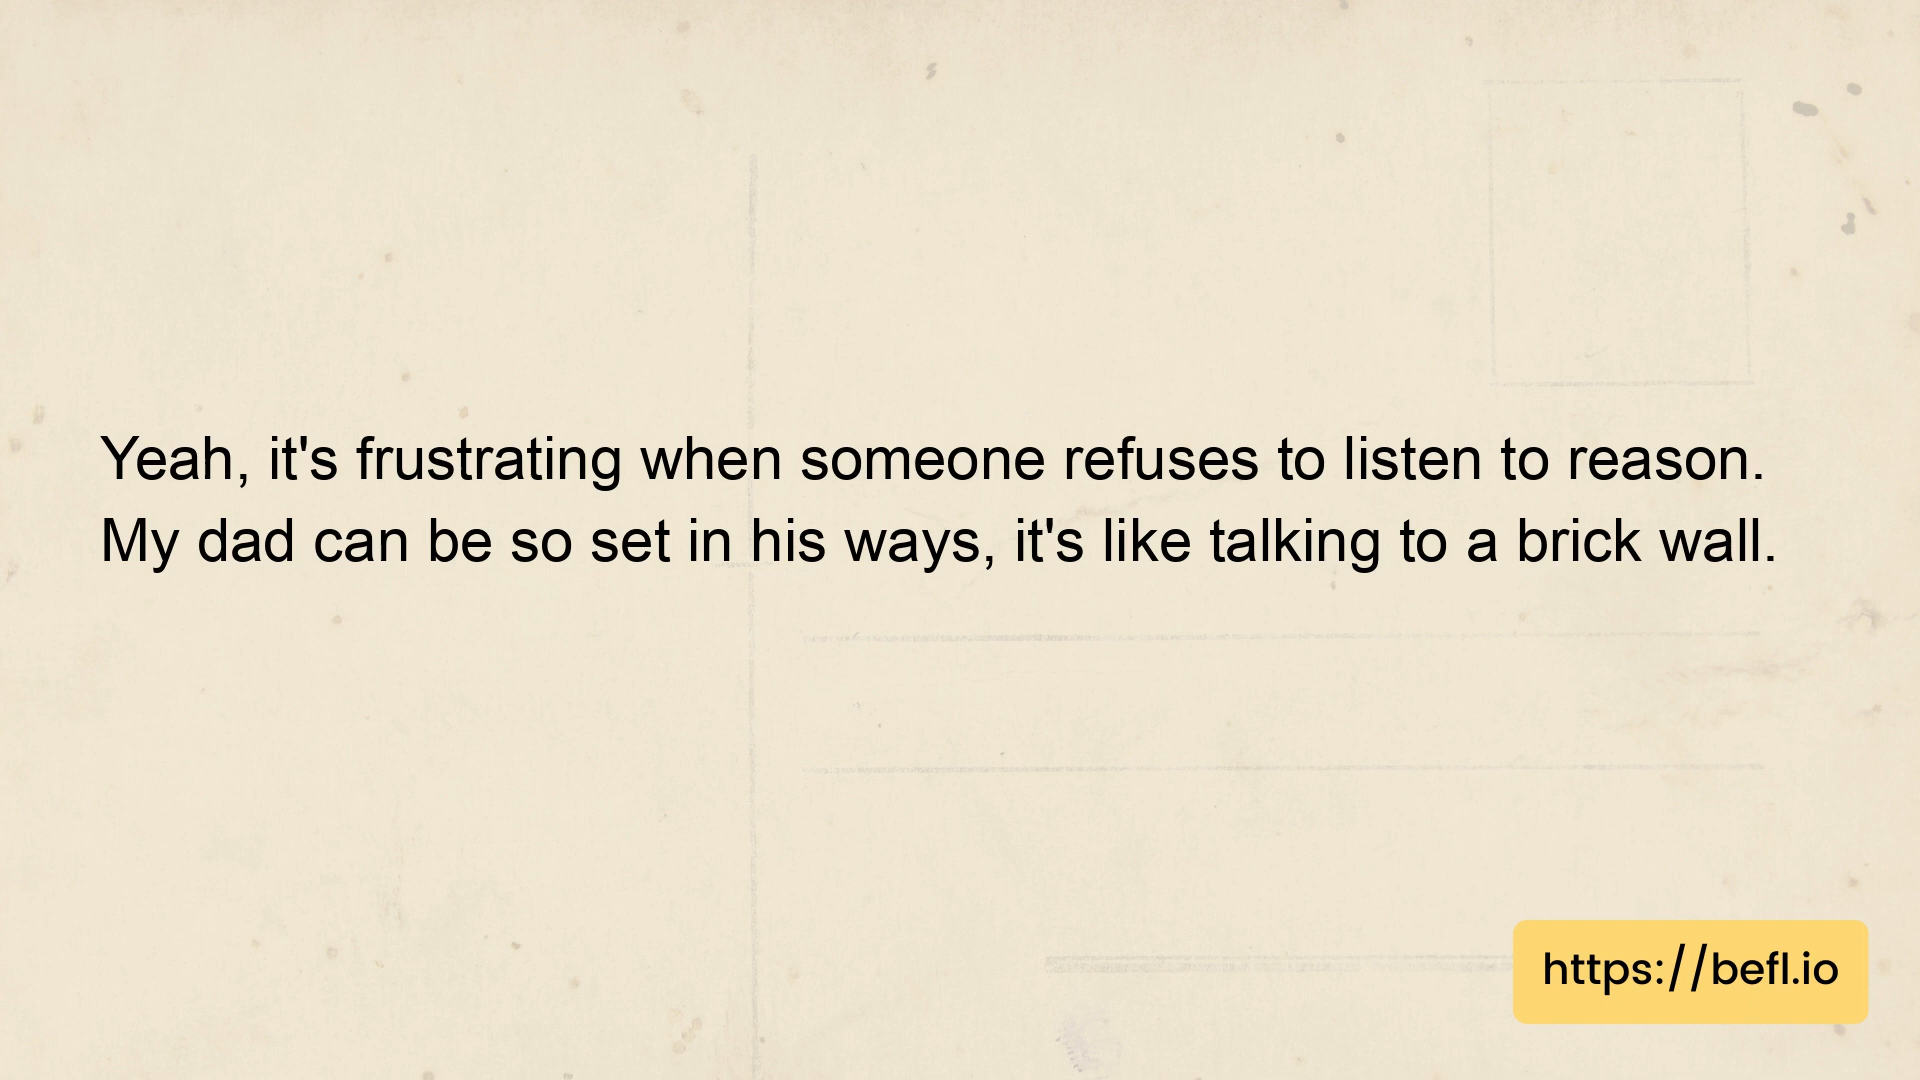 Yeah, it's frustrating when someone refuses to listen to reason.
My dad can be so set in his ways, it's like talking to a brick wall.
https://befl.io